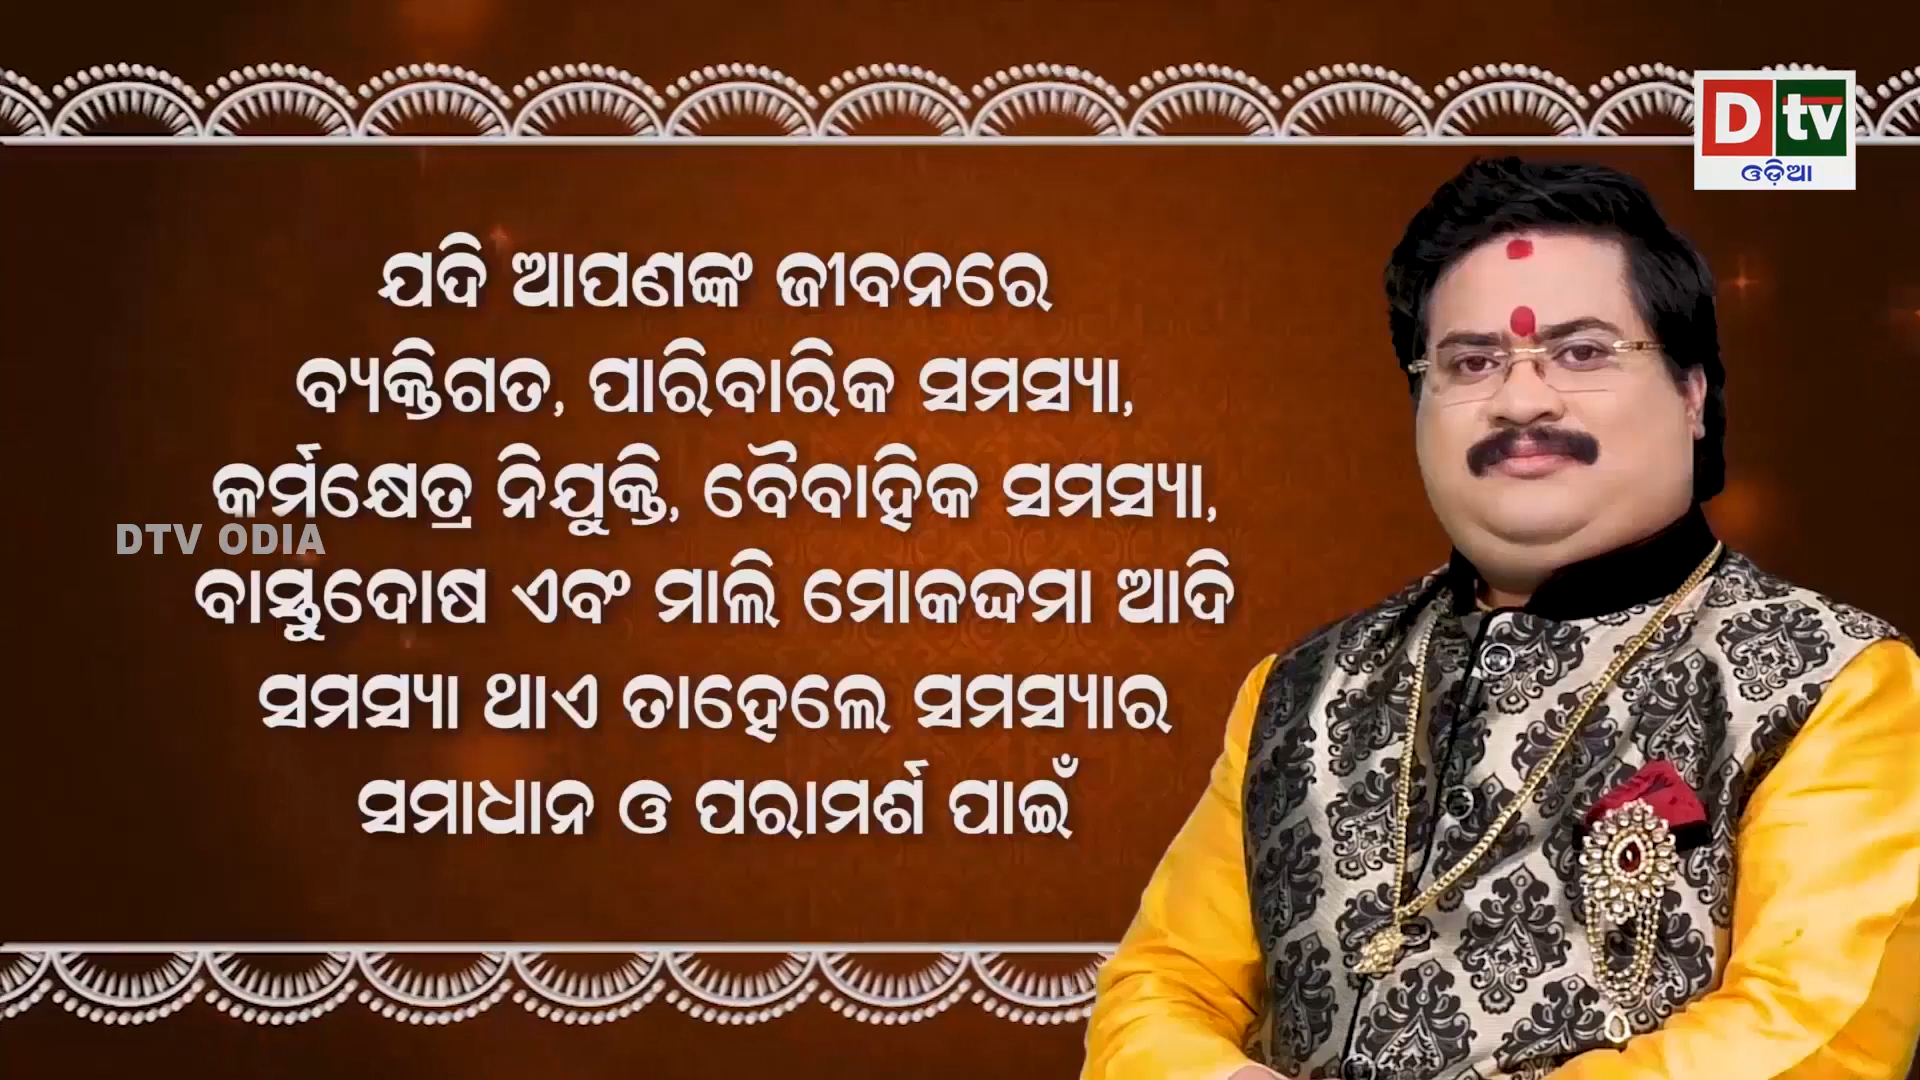 D tv
ଓଡ଼ିଆ
ଯଦି ଆପଣଙ୍କ ଜୀବନରେ
ବ୍ୟକ୍ତିଗତ, ପାରିବାରିକ ସମସ୍ୟା,
କର୍ମକ୍ଷେତ୍ର ନିଯୁକ୍ତି, ବୈବାହିକ ସମସ୍ୟା,
DTV ODIA
ବାସ୍ତୁଦୋଷ ଏବଂ ମାଲି ମୋକଦ୍ଦମା ଆଦି
ସମସ୍ୟା ଥାଏ ତାହେଲେ ସମସ୍ୟାର
ସମାଧାନ ଓ ପରାମର୍ଶ ପାଇଁ